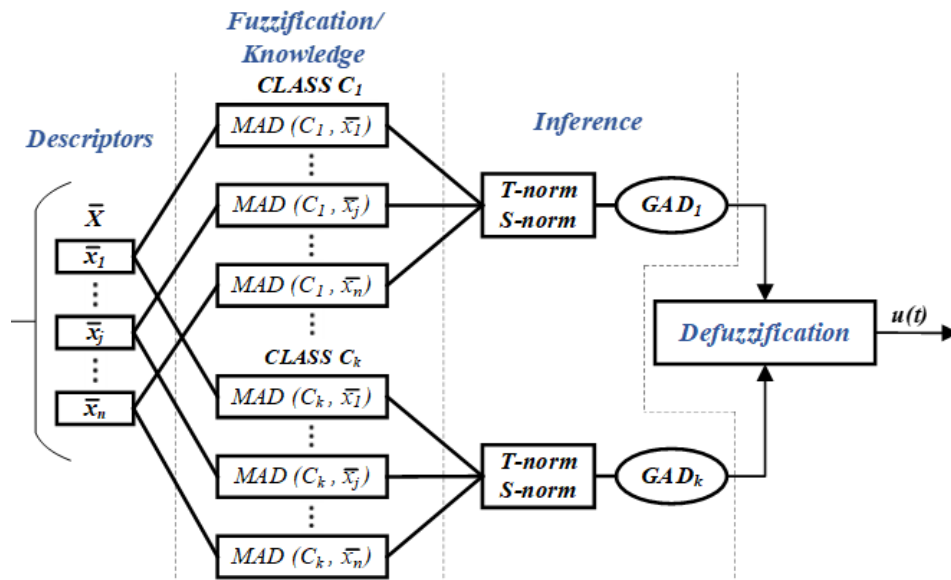 Fuzzification/
Knowledge
Descriptors
Inference
CLASS C₁
MAD (C₁ , x̄₁)
⋮
MAD (C₁ , x̄ⱼ)
⋮
MAD (C₁ , x̄ₙ)
⋮
X̄
x̄₁
⋮
x̄ⱼ
⋮
x̄ₙ
CLASS Cₖ
MAD (Cₖ , x̄₁)
⋮
MAD (Cₖ , x̄ⱼ)
⋮
MAD (Cₖ , x̄ₙ)
T-norm
S-norm
GAD₁
T-norm
S-norm
GADₖ
Defuzzification
u(t)